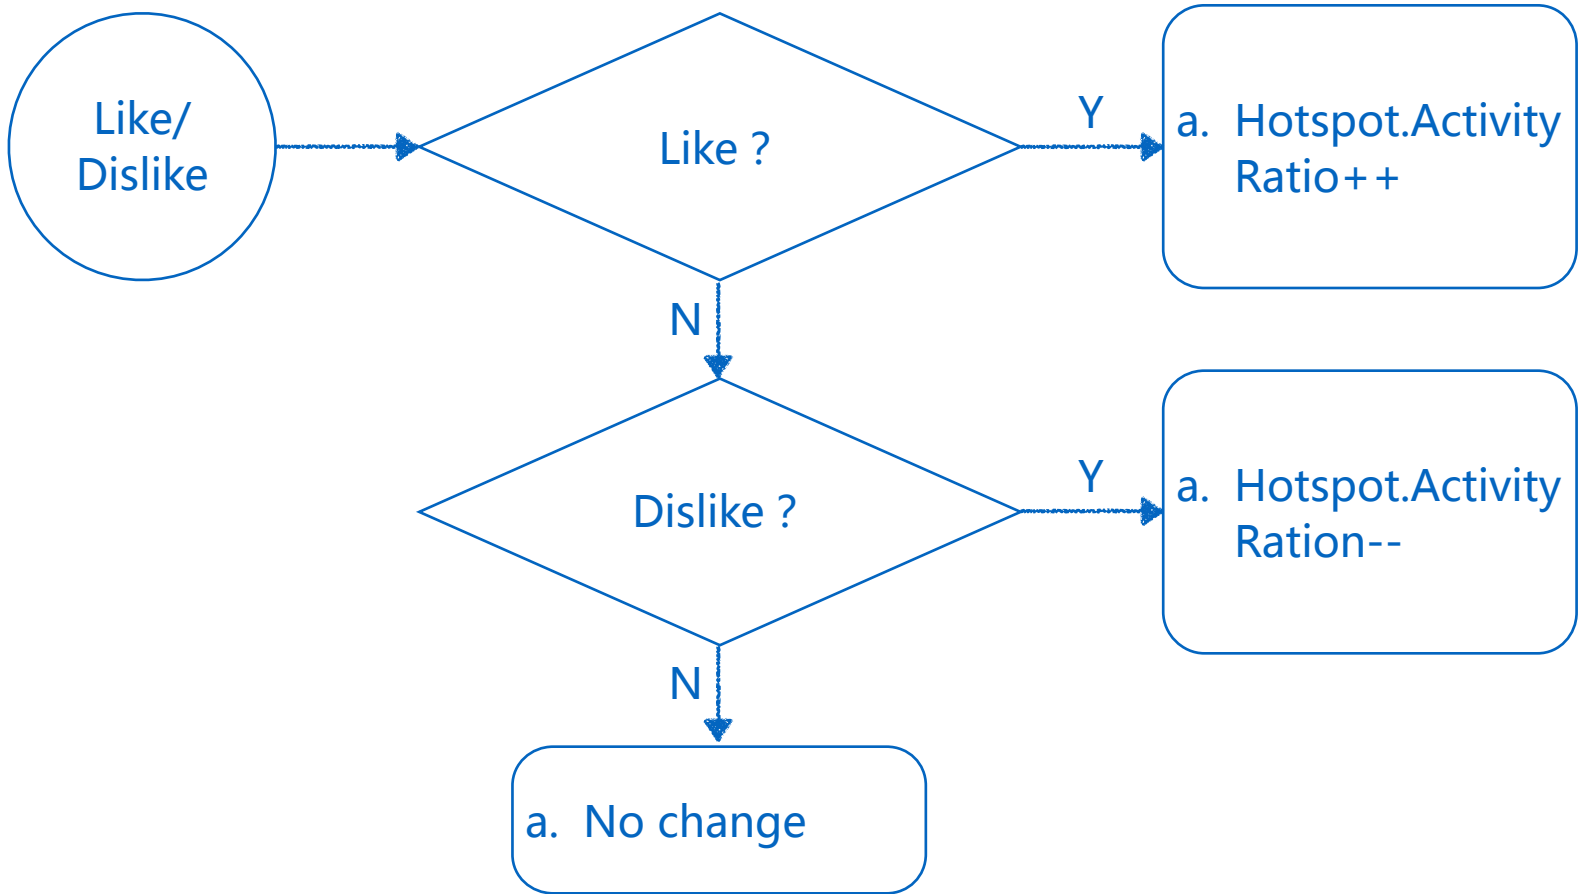 Like/
Dislike
Like ?
Y
a. Hotspot.Activity
Ratio++
N
Dislike ?
Y
a. Hotspot.Activity
Ration--
N
a. No change